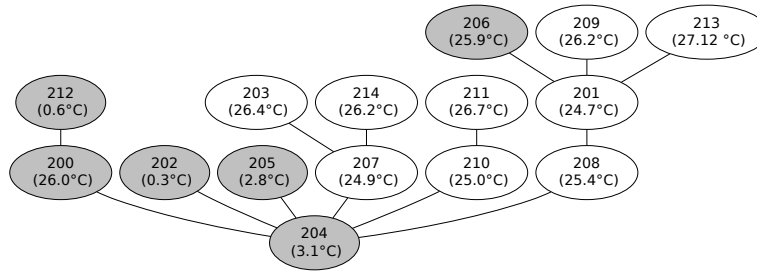 206
(25.9°C)
209
(26.2°C)
213
(27.12 °C)
212
(0.6°C)
203
(26.4°C)
214
(26.2°C)
211
(26.7°C)
201
(24.7°C)
200
(26.0°C)
202
(0.3°C)
205
(2.8°C)
207
(24.9°C)
210
(25.0°C)
208
(25.4°C)
204
(3.1°C)